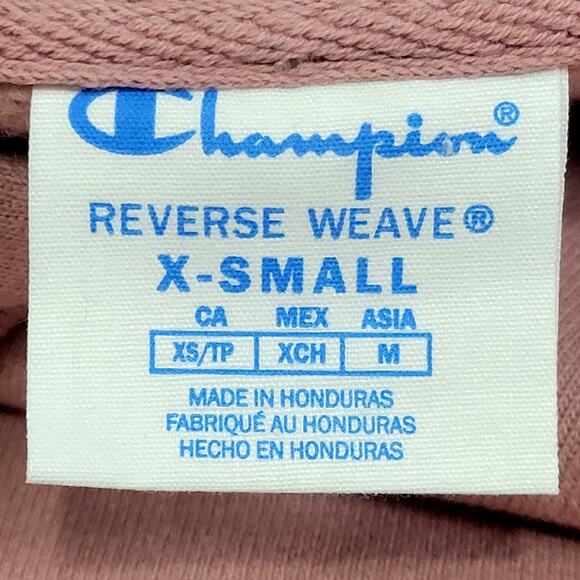 Champion®
REVERSE WEAVE®
X-SMALL
CA MEX ASIA
XS/TP XCH M
MADE IN HONDURAS
FABRIQUÉ AU HONDURAS
HECHO EN HONDURAS